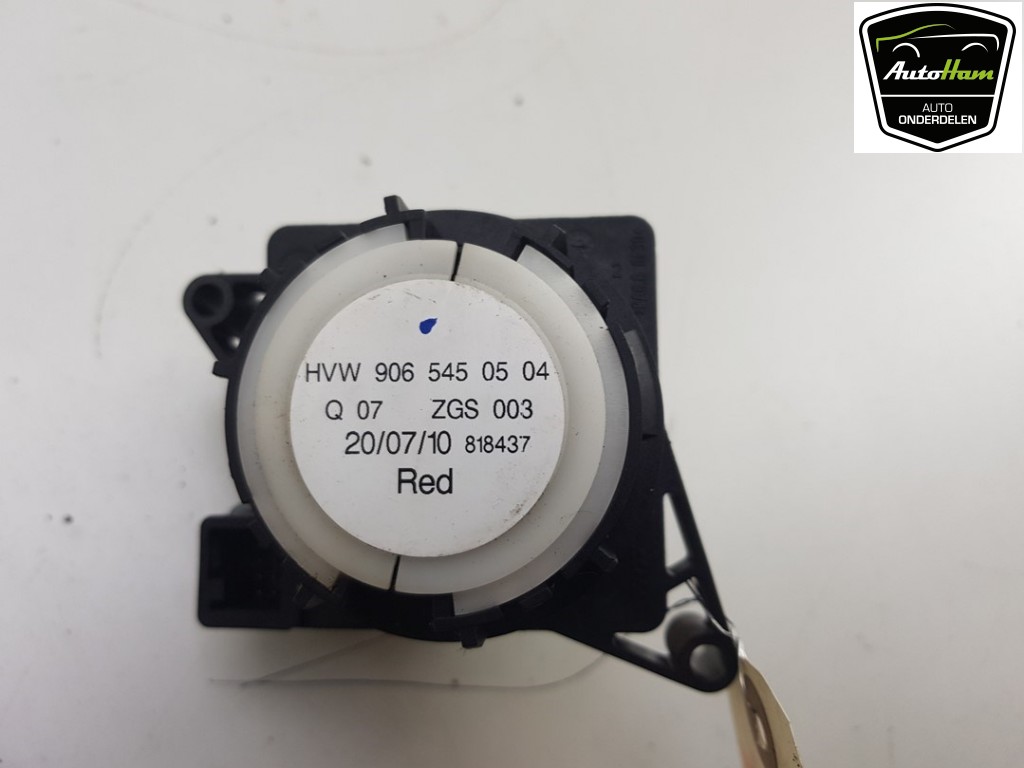 AutoHam
AUTO
ONDERDELEN
HVW 906 545 05 04
Q 07 ZGS 003
20/07/10 818437
Red